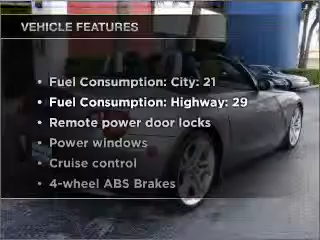 VEHICLE FEATURES
• Fuel Consumption: City: 21
• Fuel Consumption: Highway: 29
• Remote power door locks
• Power windows
• Cruise control
• 4-wheel ABS Brakes